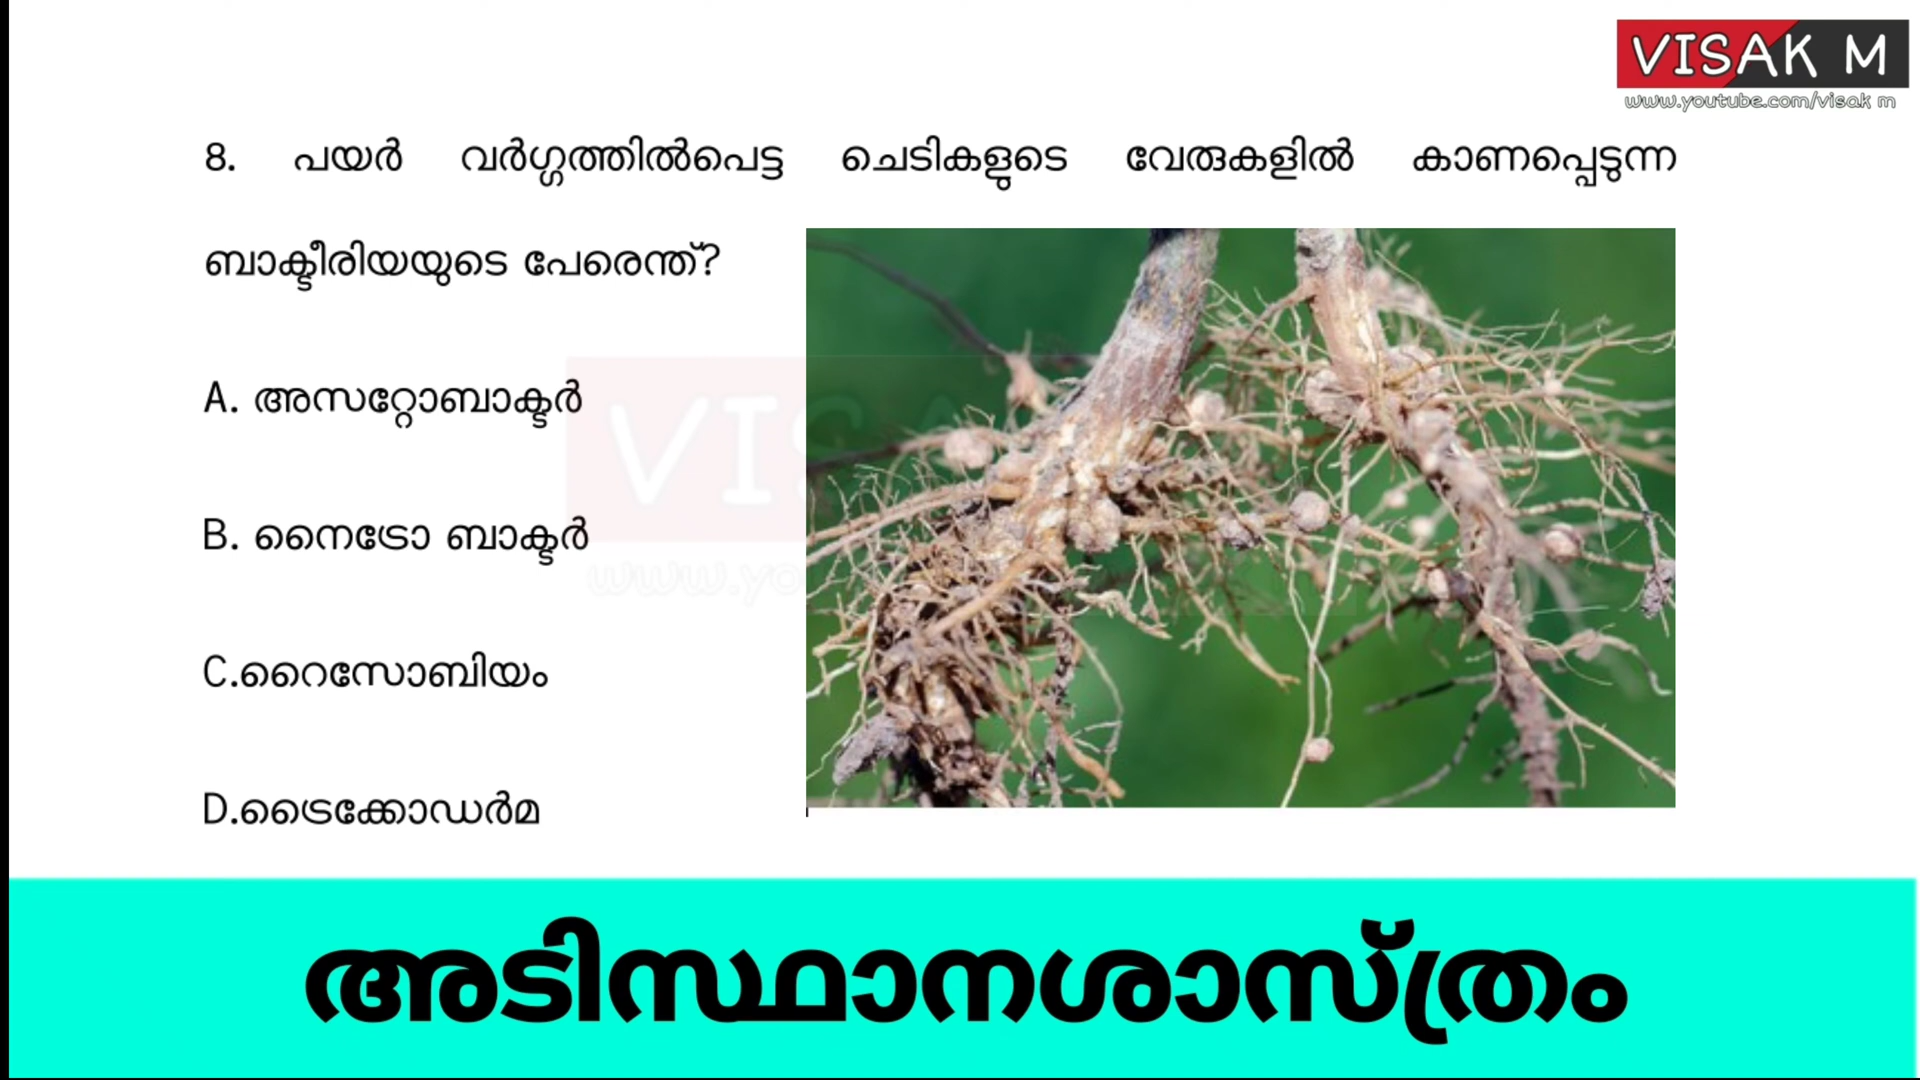 VISAK M
www.youtube.com/visak m
8. പയർ വർഗ്ഗത്തിൽപെട്ട ചെടികളുടെ വേരുകളിൽ കാണപ്പെടുന്ന
ബാക്ടീരിയയുടെ പേരെന്ത്?
A. അസറ്റോബാക്ടർ
B. നൈട്രോ ബാക്ടർ
C.റൈസോബിയം
D.ട്രൈക്കോഡർമ
അടിസ്ഥാനശാസ്ത്രം